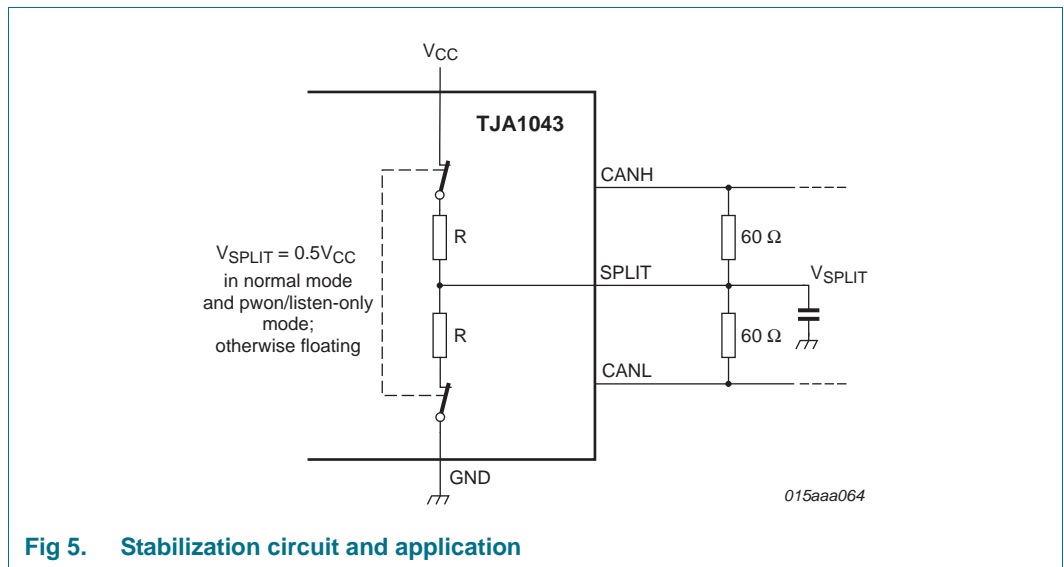 VCC
TJA1043
CANH
R
60 Ω
VSPLIT = 0.5VCC
in normal mode
and pwon/listen-only
mode;
otherwise floating
SPLIT
VSPLIT
R
60 Ω
CANL
GND
015aaa064
Fig 5. Stabilization circuit and application